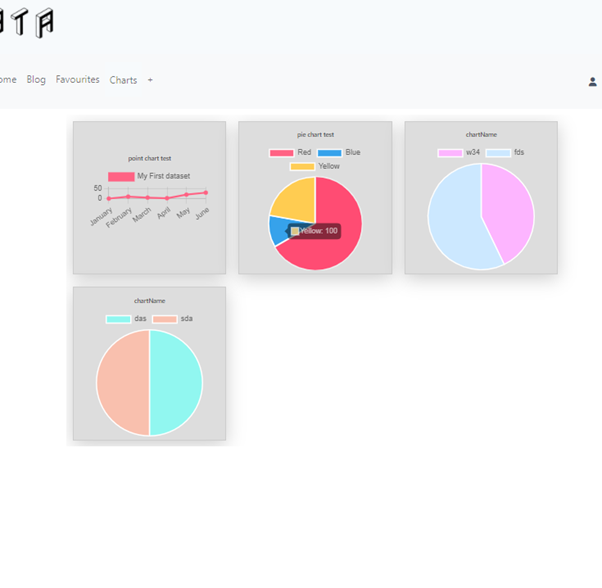 TA
ome Blog Favourites Charts
point chart test
My First dataset
50
0
January February March April May June
pie chart test
Red Blue
Yellow
Yellow: 100
chartName
w34 fds
chartName
das sda